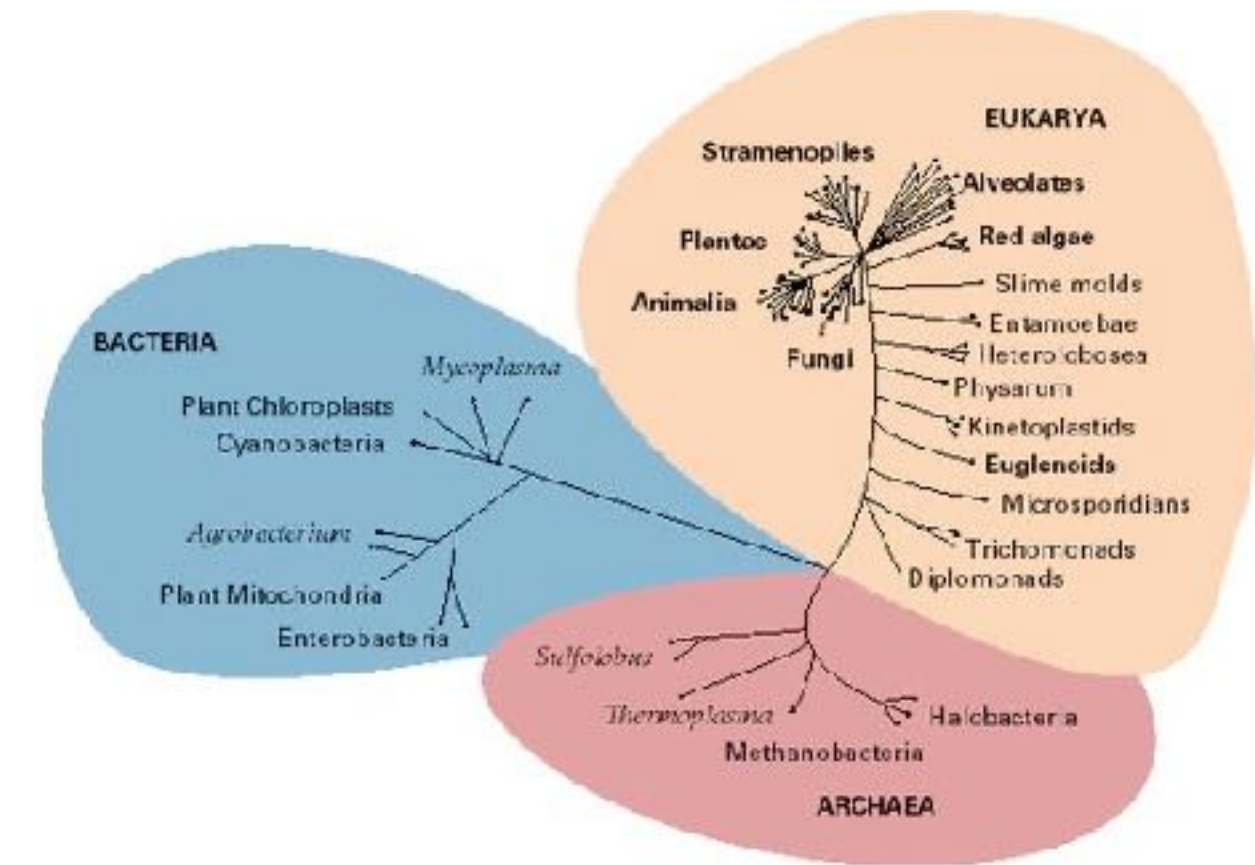 EUKARYA
Stramenopiles
Alveolates
Plantae
Red algae
Slime molds
Animalia
Entamoebae
Heterolobosea
Fungi
Physarum
Kinetoplastids
Euglenoids
Microsporidians
Trichomonads
Diplomonads
BACTERIA
Mycoplasma
Plant Chloroplasts
Cyanobacteria
Agrobacterium
Plant Mitochondria
Enterobacteria
Sulfolobus
Thermoplasma
Halobacteria
Methanobacteria
ARCHAEA